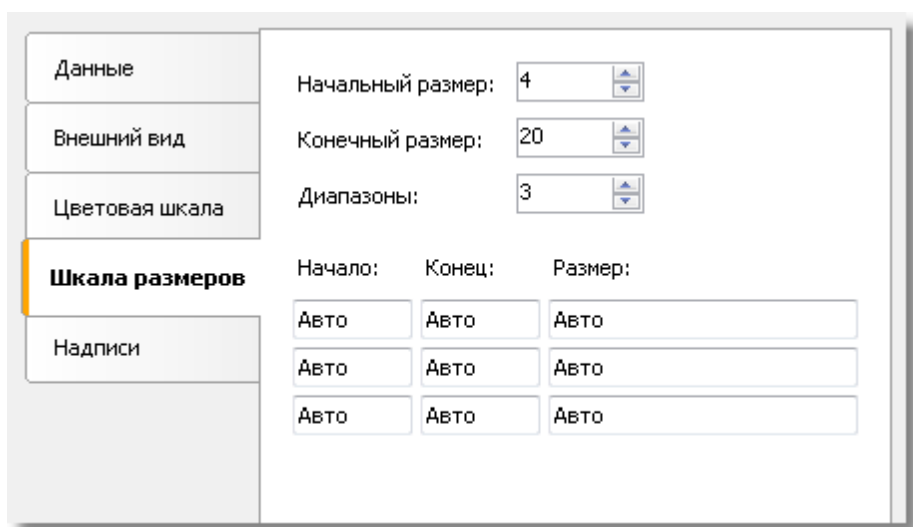 Данные
Внешний вид
Цветовая шкала
Шкала размеров
Надписи
Начальный размер: 4
Конечный размер: 20
Диапазоны: 3
Начало: Конец: Размер:
Авто Авто Авто
Авто Авто Авто
Авто Авто Авто